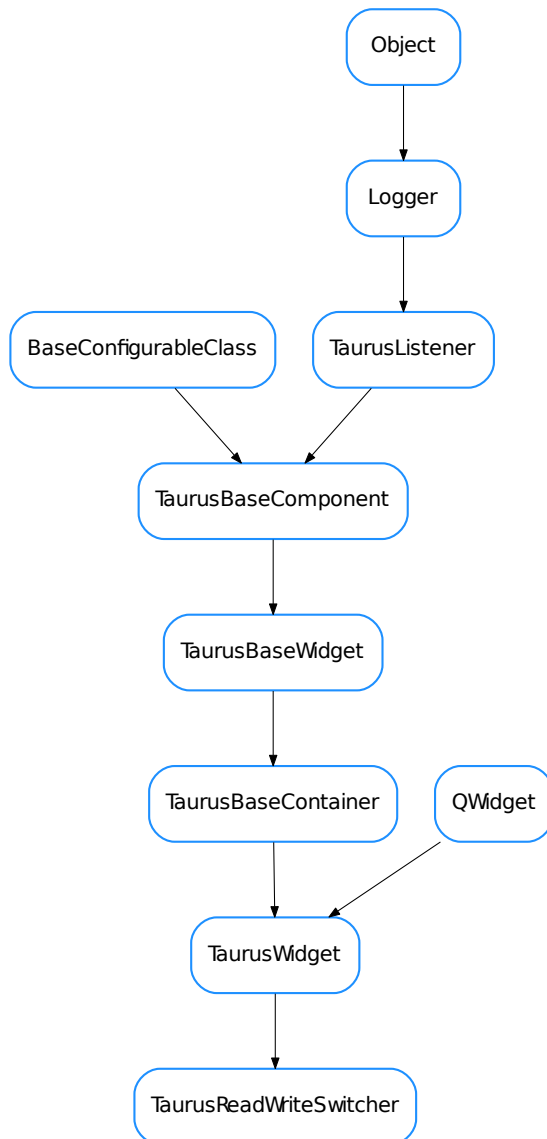 Object
Logger
BaseConfigurableClass
TaurusListener
TaurusBaseComponent
TaurusBaseWidget
TaurusBaseContainer
QWidget
TaurusWidget
TaurusReadWriteSwitcher